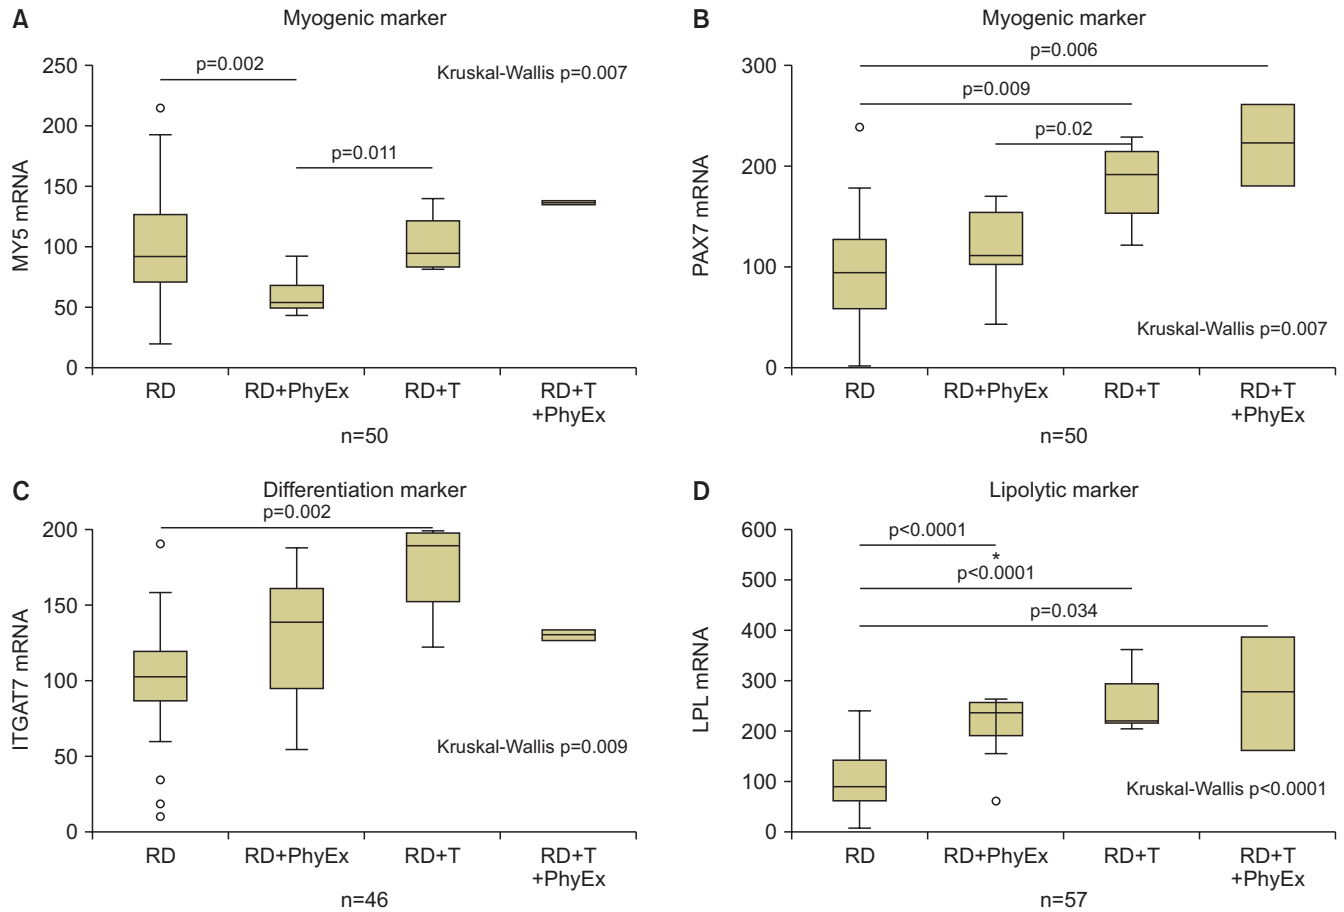 A
Myogenic marker
MY5 mRNA
250
200
150
100
50
0
p=0.002
p=0.011
Kruskal-Wallis p=0.007
RD
RD+PhyEx
RD+T
RD+T
+PhyEx
n=50
B
Myogenic marker
PAX7 mRNA
300
200
100
0
p=0.006
p=0.009
p=0.02
Kruskal-Wallis p=0.007
RD
RD+PhyEx
RD+T
RD+T
+PhyEx
n=50
C
Differentiation marker
ITGAT7 mRNA
200
150
100
50
0
p=0.002
Kruskal-Wallis p=0.009
RD
RD+PhyEx
RD+T
RD+T
+PhyEx
n=46
D
Lipolytic marker
LPL mRNA
600
500
400
300
200
100
0
p<0.0001
*
p<0.0001
p=0.034
Kruskal-Wallis p<0.0001
RD
RD+PhyEx
RD+T
RD+T
+PhyEx
n=57